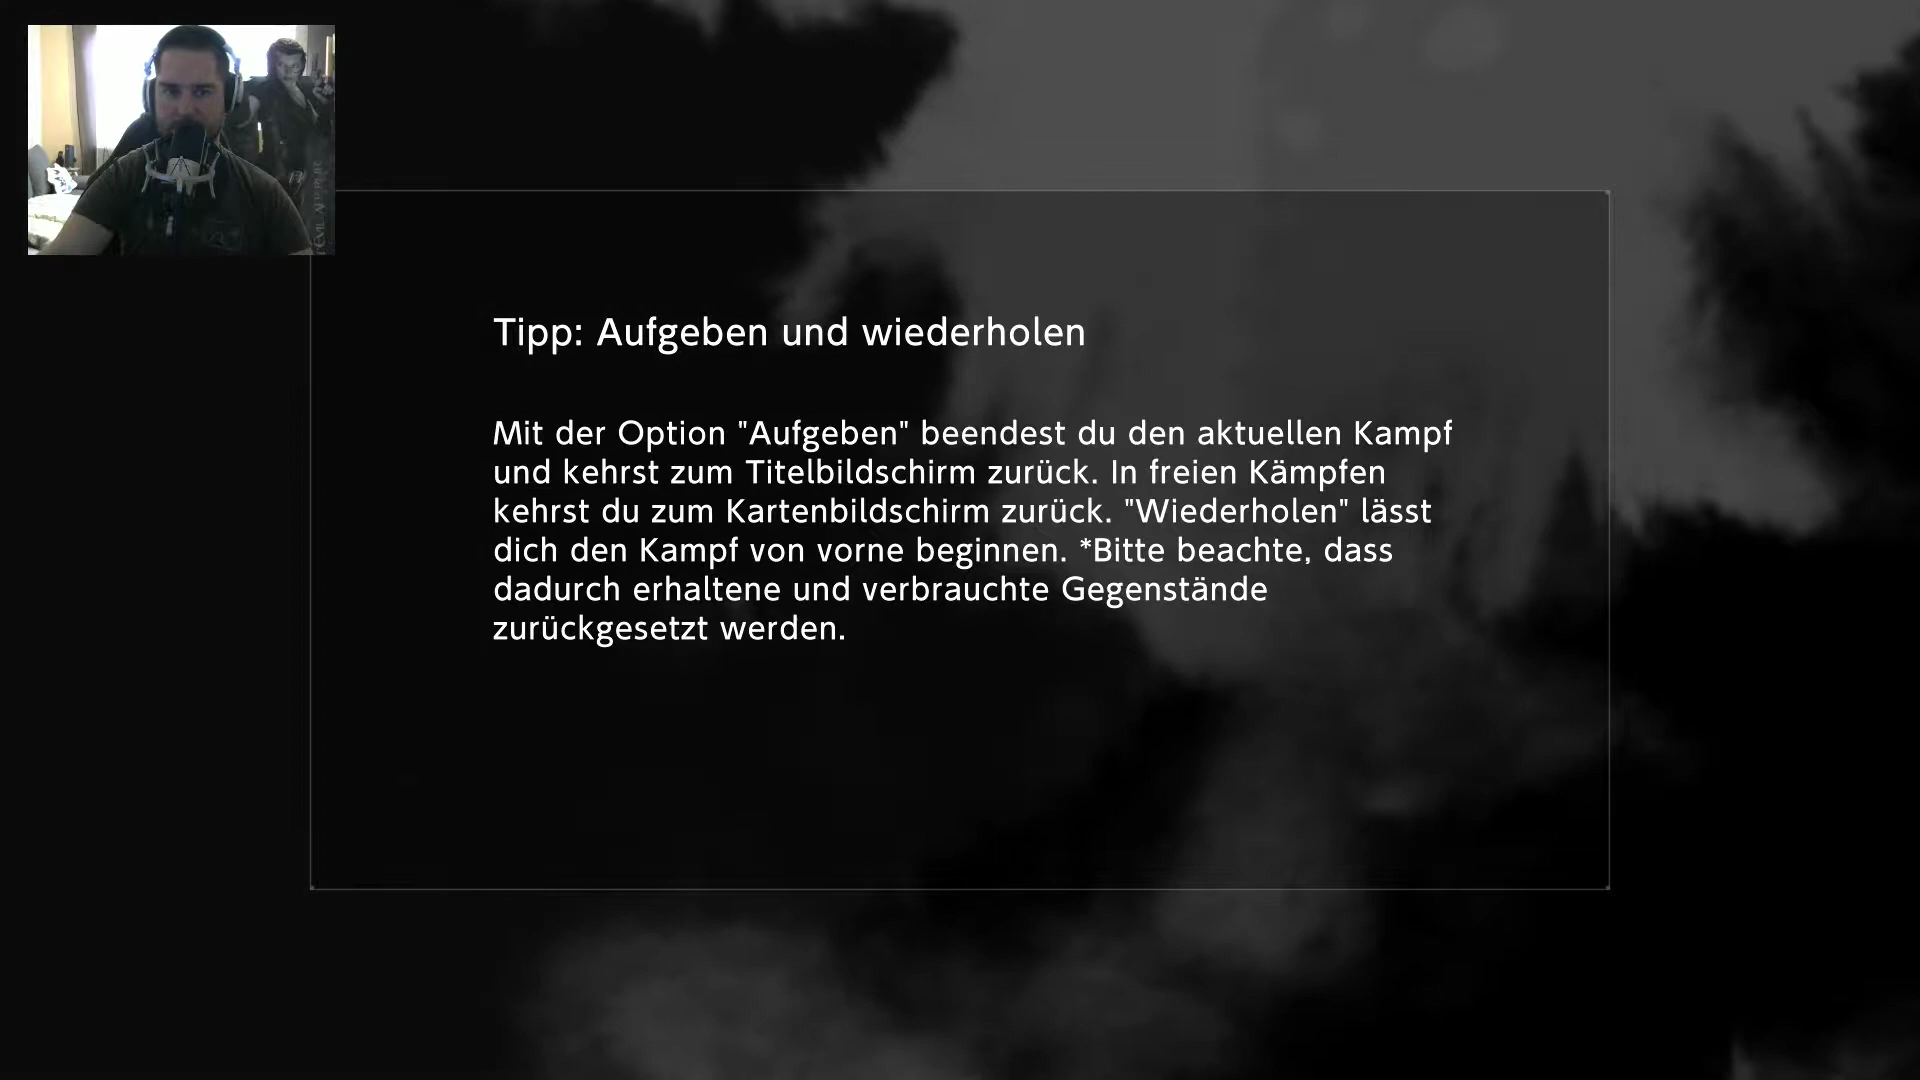 Tipp: Aufgeben und wiederholen
Mit der Option "Aufgeben" beendest du den aktuellen Kampf
und kehrst zum Titelbildschirm zurück. In freien Kämpfen
kehrst du zum Kartenbildschirm zurück. "Wiederholen" lässt
dich den Kampf von vorne beginnen. *Bitte beachte, dass
dadurch erhaltene und verbrauchte Gegenstände
zurückgesetzt werden.